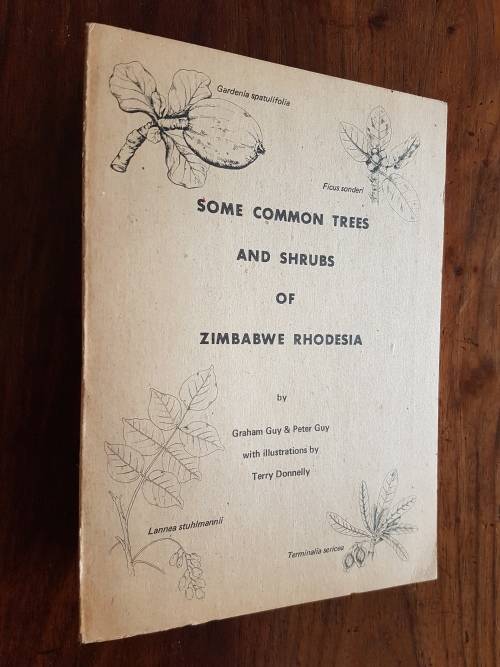 Gardenia spatulifolia
Ficus sonderi
SOME COMMON TREES
AND SHRUBS
OF
ZIMBABWE RHODESIA
by
Graham Guy & Peter Guy
with illustrations by
Terry Donnelly
Lannea stuhlmannii
Terminalia sericea